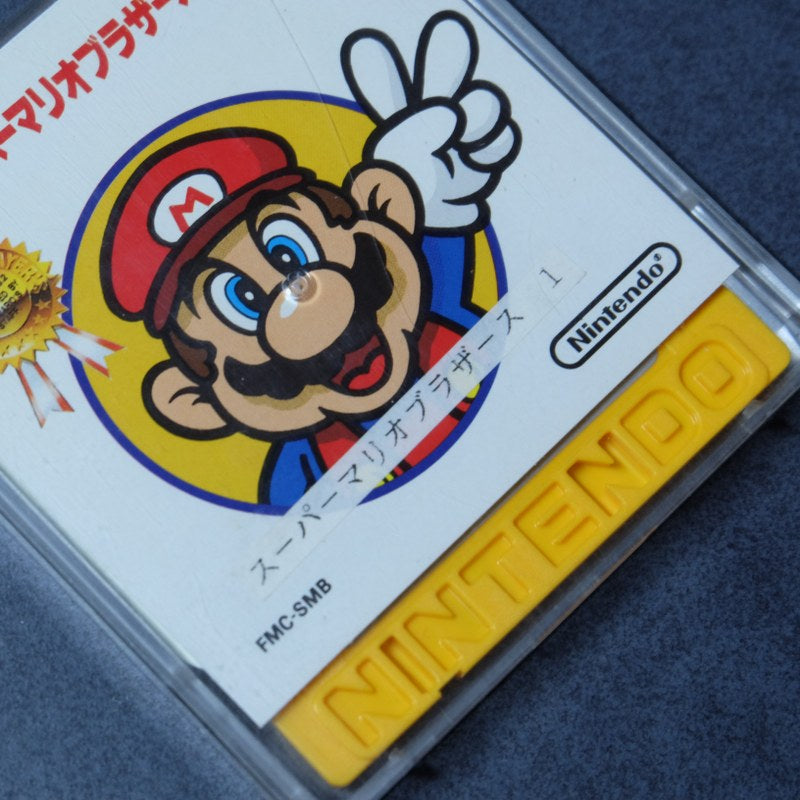 ーマリオブラザーズ
M
スーパーマリオブラザース 1
Nintendo®
FMC-SMB
NINTENDO